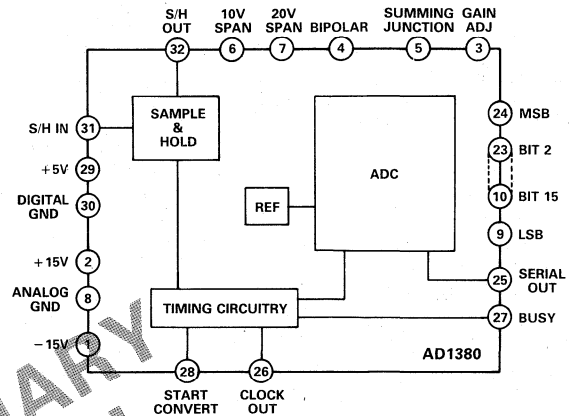 S/H OUT
10V SPAN
20V SPAN
BIPOLAR
SUMMING JUNCTION
GAIN ADJ
32
6
7
4
5
3
S/H IN
31
SAMPLE & HOLD
24
MSB
+5V
29
23
BIT 2
DIGITAL GND
30
REF
ADC
10
BIT 15
9
LSB
+15V
2
25
SERIAL OUT
ANALOG GND
8
TIMING CIRCUITRY
27
BUSY
-15V
1
AD1380
28
26
START CONVERT
CLOCK OUT